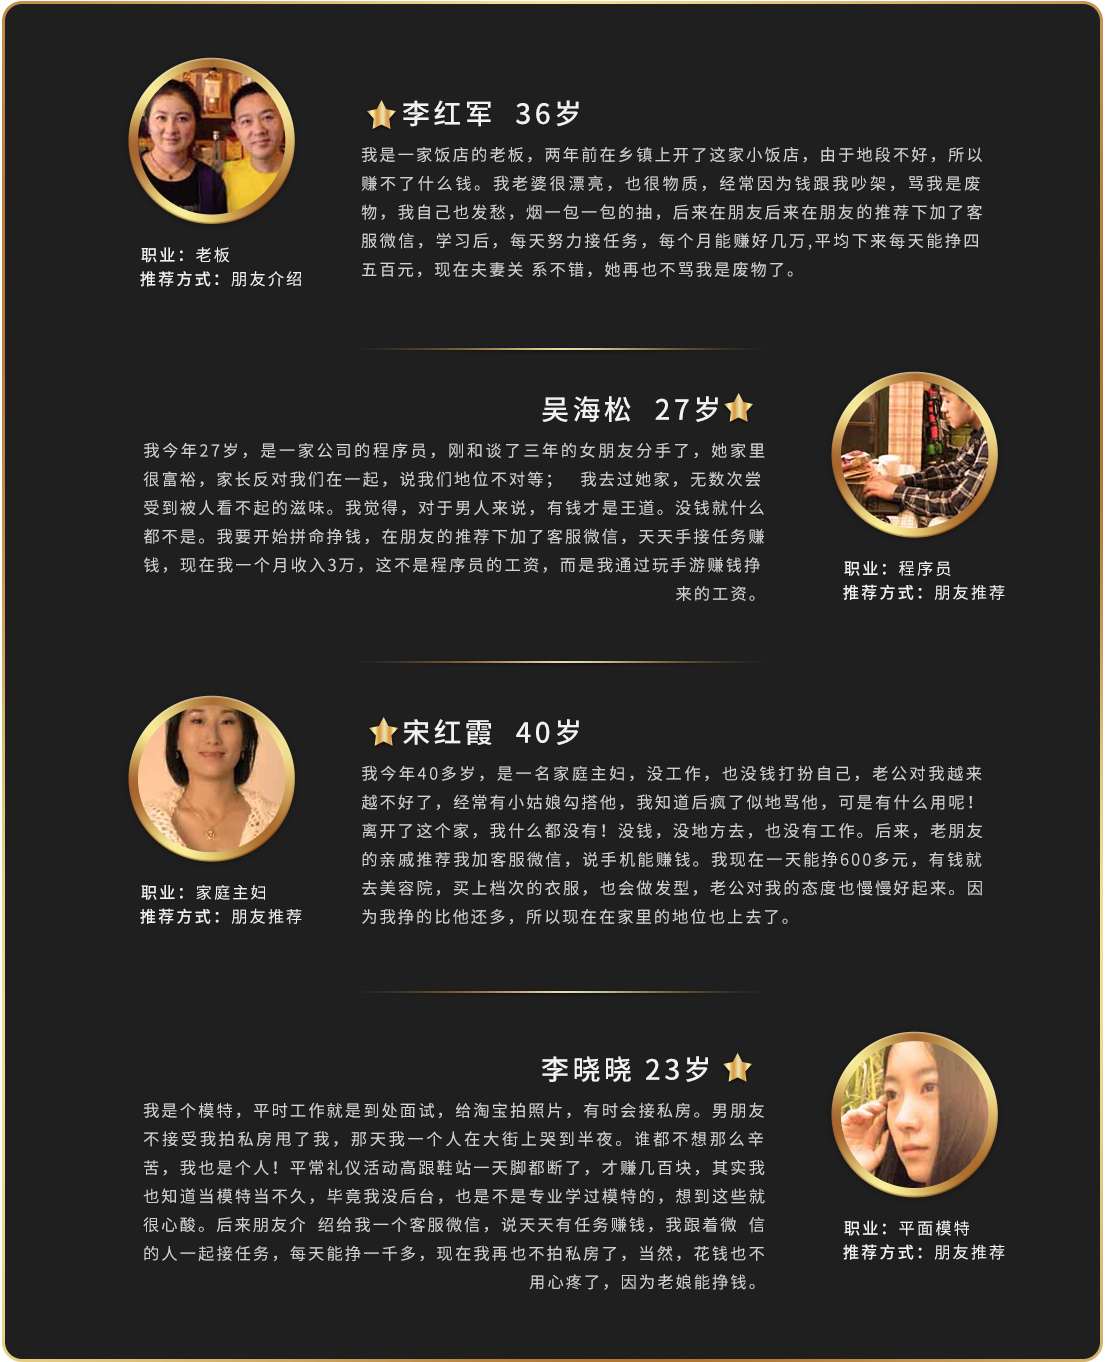 李红军 36岁
我是一家饭店的老板，两年前在乡镇上开了这家小饭店，由于地段不好，所以
赚不了什么钱。我老婆很漂亮，也很物质，经常因为钱跟我吵架，骂我是废
物，我自己也发愁，烟一包一包的抽，后来在朋友后来在朋友的推荐下加了客
服微信，学习后，每天努力接任务，每个月能赚好几万,平均下来每天能挣四
五百元，现在夫妻关 系不错，她再也不骂我是废物了。
职业：老板
推荐方式：朋友介绍
吴海松 27岁
我今年27岁，是一家公司的程序员，刚和谈了三年的女朋友分手了，她家里
很富裕，家长反对我们在一起，说我们地位不对等； 我去过她家，无数次尝
受到被人看不起的滋味。我觉得，对于男人来说，有钱才是王道。没钱就什么
都不是。我要开始拼命挣钱，在朋友的推荐下加了客服微信，天天手接任务赚
钱，现在我一个月收入3万，这不是程序员的工资，而是我通过玩手游赚钱挣
来的工资。
职业：程序员
推荐方式：朋友推荐
宋红霞 40岁
我今年40多岁，是一名家庭主妇，没工作，也没钱打扮自己，老公对我越来
越不好了，经常有小姑娘勾搭他，我知道后疯了似地骂他，可是有什么用呢！
离开了这个家，我什么都没有！没钱，没地方去，也没有工作。后来，老朋友
的亲戚推荐我加客服微信，说手机能赚钱。我现在一天能挣600多元，有钱就
去美容院，买上档次的衣服，也会做发型，老公对我的态度也慢慢好起来。因
为我挣的比他还多，所以现在在家里的地位也上去了。
职业：家庭主妇
推荐方式：朋友推荐
李晓晓 23岁
我是个模特，平时工作就是到处面试，给淘宝拍照片，有时会接私房。男朋友
不接受我拍私房甩了我，那天我一个人在大街上哭到半夜。谁都不想那么辛
苦，我也是个人！平常礼仪活动高跟鞋站一天脚都断了，才赚几百块，其实我
也知道当模特当不久，毕竟我没后台，也是不是专业学过模特的，想到这些就
很心酸。后来朋友介 绍给我一个客服微信，说天天有任务赚钱，我跟着微 信
的人一起接任务，每天能挣一千多，现在我再也不拍私房了，当然，花钱也不
用心疼了，因为老娘能挣钱。
职业：平面模特
推荐方式：朋友推荐